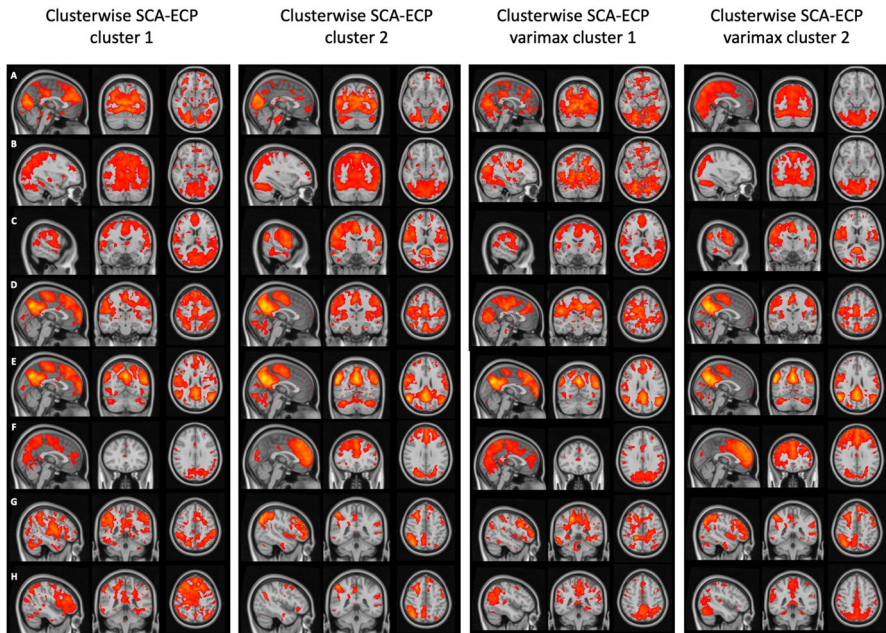 Clusterwise SCA-ECP
cluster 1
Clusterwise SCA-ECP
cluster 2
Clusterwise SCA-ECP
varimax cluster 1
Clusterwise SCA-ECP
varimax cluster 2
A
B
C
D
E
F
G
H